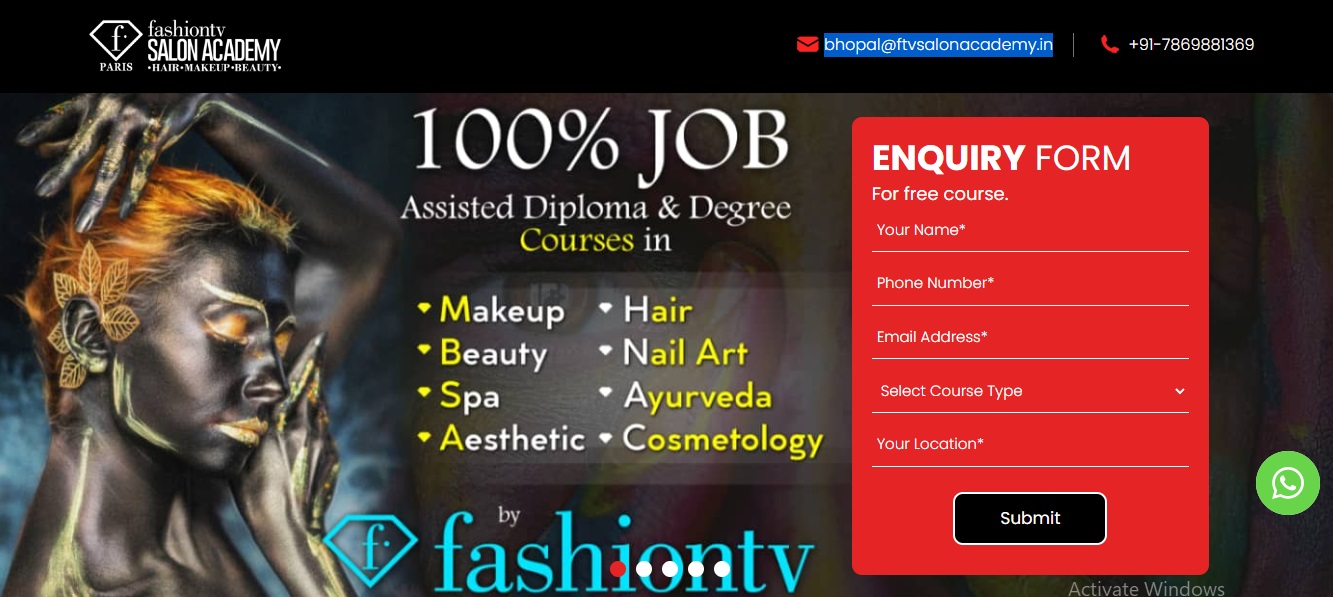 fashiontv
SALON ACADEMY
PARIS
•HAIR•MAKEUP•BEAUTY•
bhopal@ftvsalonacademy.in
+91-7869881369
100% JOB
Assisted Diploma & Degree
Courses in
Makeup
Hair
Beauty
Nail Art
Spa
Ayurveda
Aesthetic
Cosmetology
by
fashiontv
ENQUIRY FORM
For free course.
Your Name*
Phone Number*
Email Address*
Select Course Type
Your Location*
Submit
Activate Windows